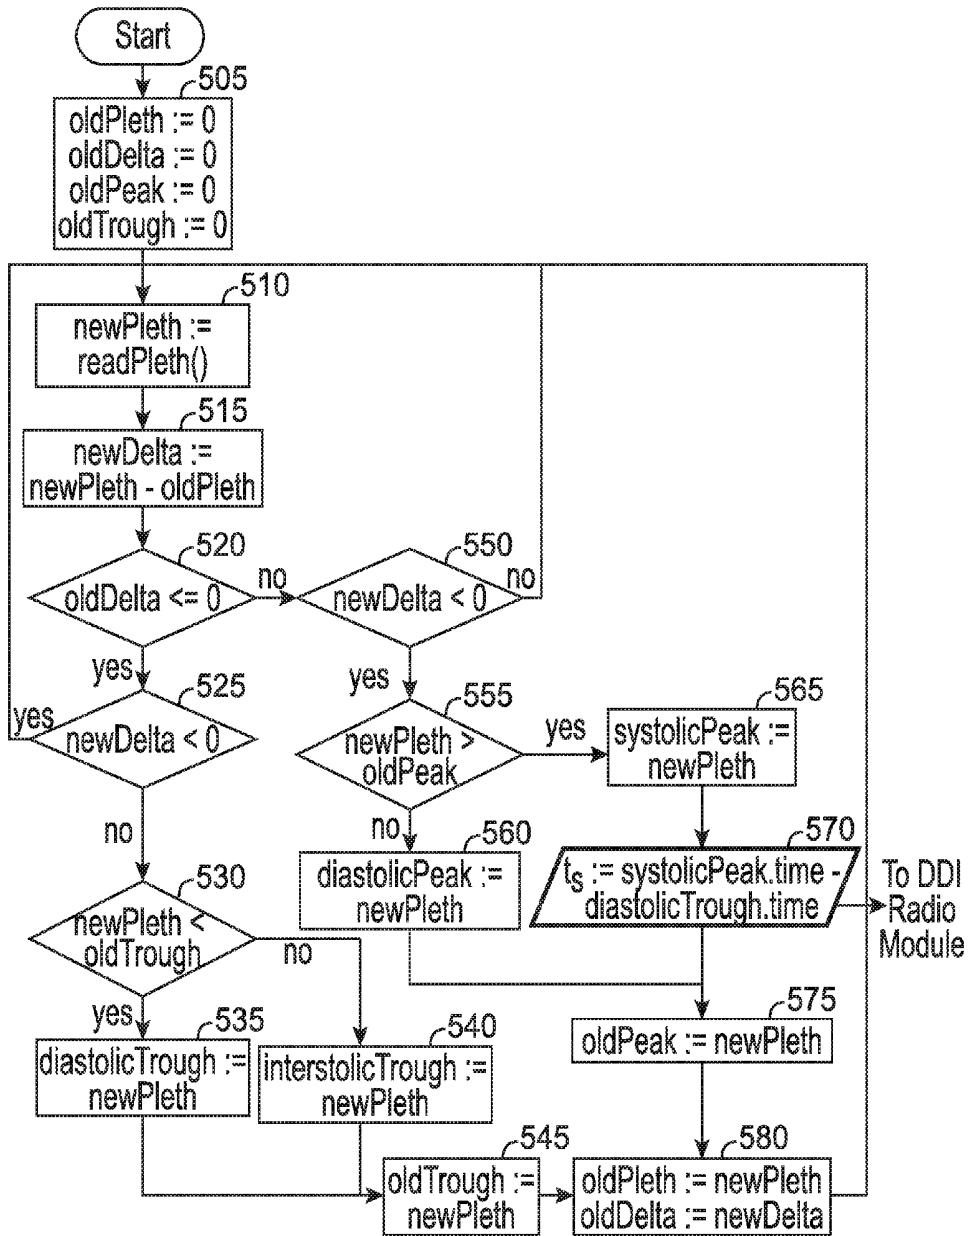 Start
505
oldPleth := 0
oldDelta := 0
oldPeak := 0
oldTrough := 0
510
newPleth :=
readPleth()
515
newDelta :=
newPleth - oldPleth
520
oldDelta <= 0
no
550
newDelta < 0
no
yes
525
yes
newDelta < 0
yes
555
newPleth >
oldPeak
yes
565
systolicPeak :=
newPleth
no
530
newPleth <
oldTrough
no
no
560
diastolicPeak :=
newPleth
570
ts := systolicPeak.time -
diastolicTrough.time
To DDI
Radio
Module
yes
535
diastolicTrough :=
newPleth
540
interstolicTrough :=
newPleth
575
oldPeak := newPleth
545
oldTrough :=
newPleth
580
oldPleth := newPleth
oldDelta := newDelta